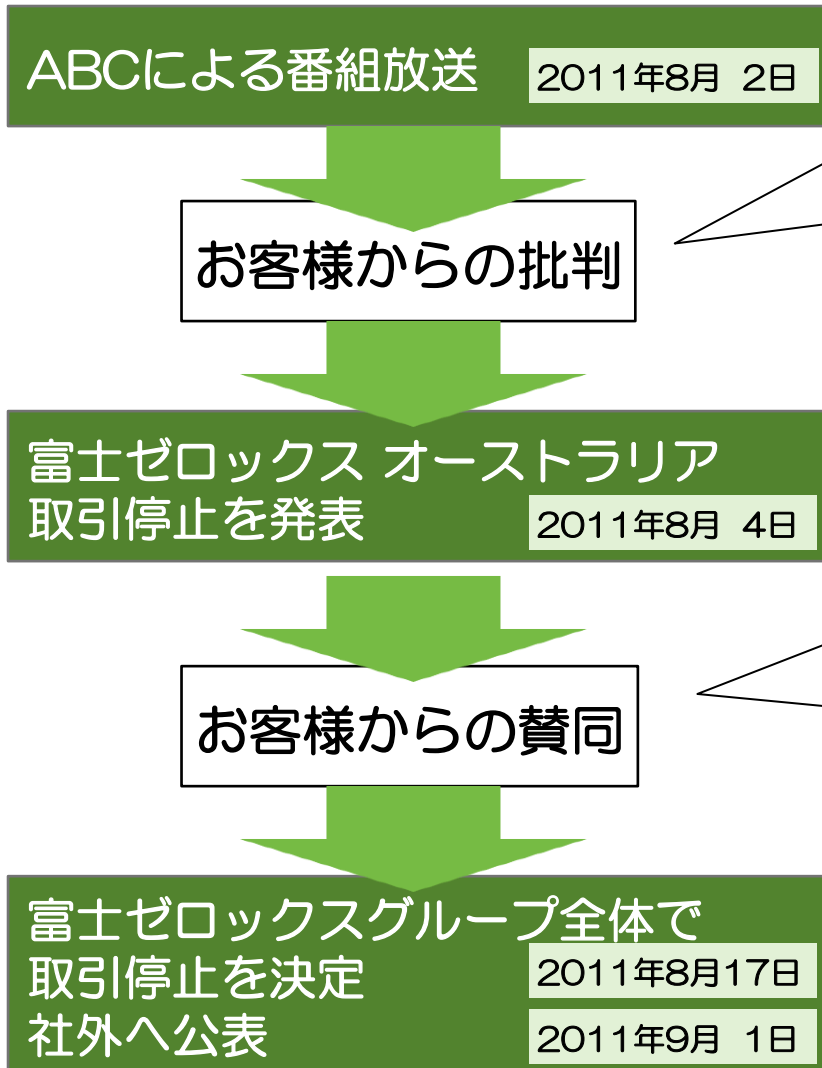 ABCによる番組放送 2011年8月 2日
お客様からの批判
富士ゼロックス オーストラリア
取引停止を発表 2011年8月 4日
お客様からの賛同
富士ゼロックスグループ全体で
取引停止を決定 2011年8月17日
社外へ公表 2011年9月 1日